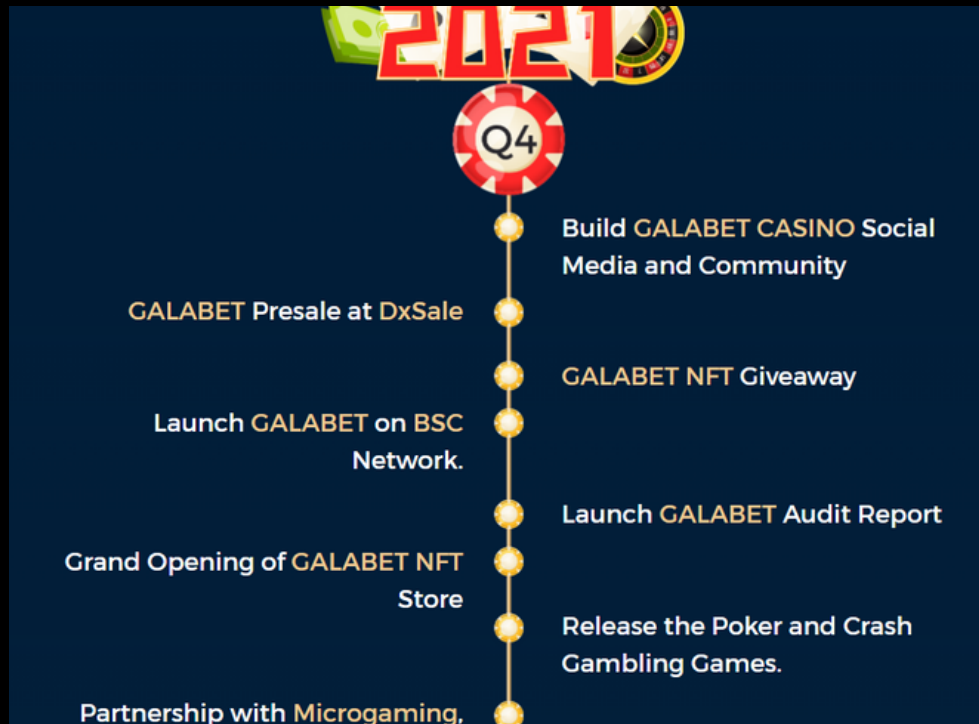 2021
Q4
Build GALABET CASINO Social
Media and Community
GALABET Presale at DxSale
GALABET NFT Giveaway
Launch GALABET on BSC
Network.
Launch GALABET Audit Report
Grand Opening of GALABET NFT
Store
Release the Poker and Crash
Gambling Games.
Partnership with Microgaming,